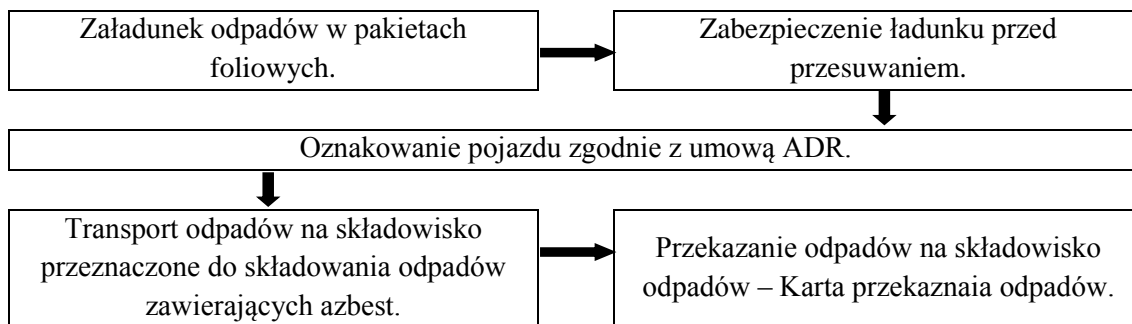 Załadunek odpadów w pakietach
foliowych.
Zabezpieczenie ładunku przed
przesuwaniem.
Oznakowanie pojazdu zgodnie z umową ADR.
Transport odpadów na składowisko
przeznaczone do składowania odpadów
zawierających azbest.
Przekazanie odpadów na składowisko
odpadów – Karta przekaznaia odpadów.